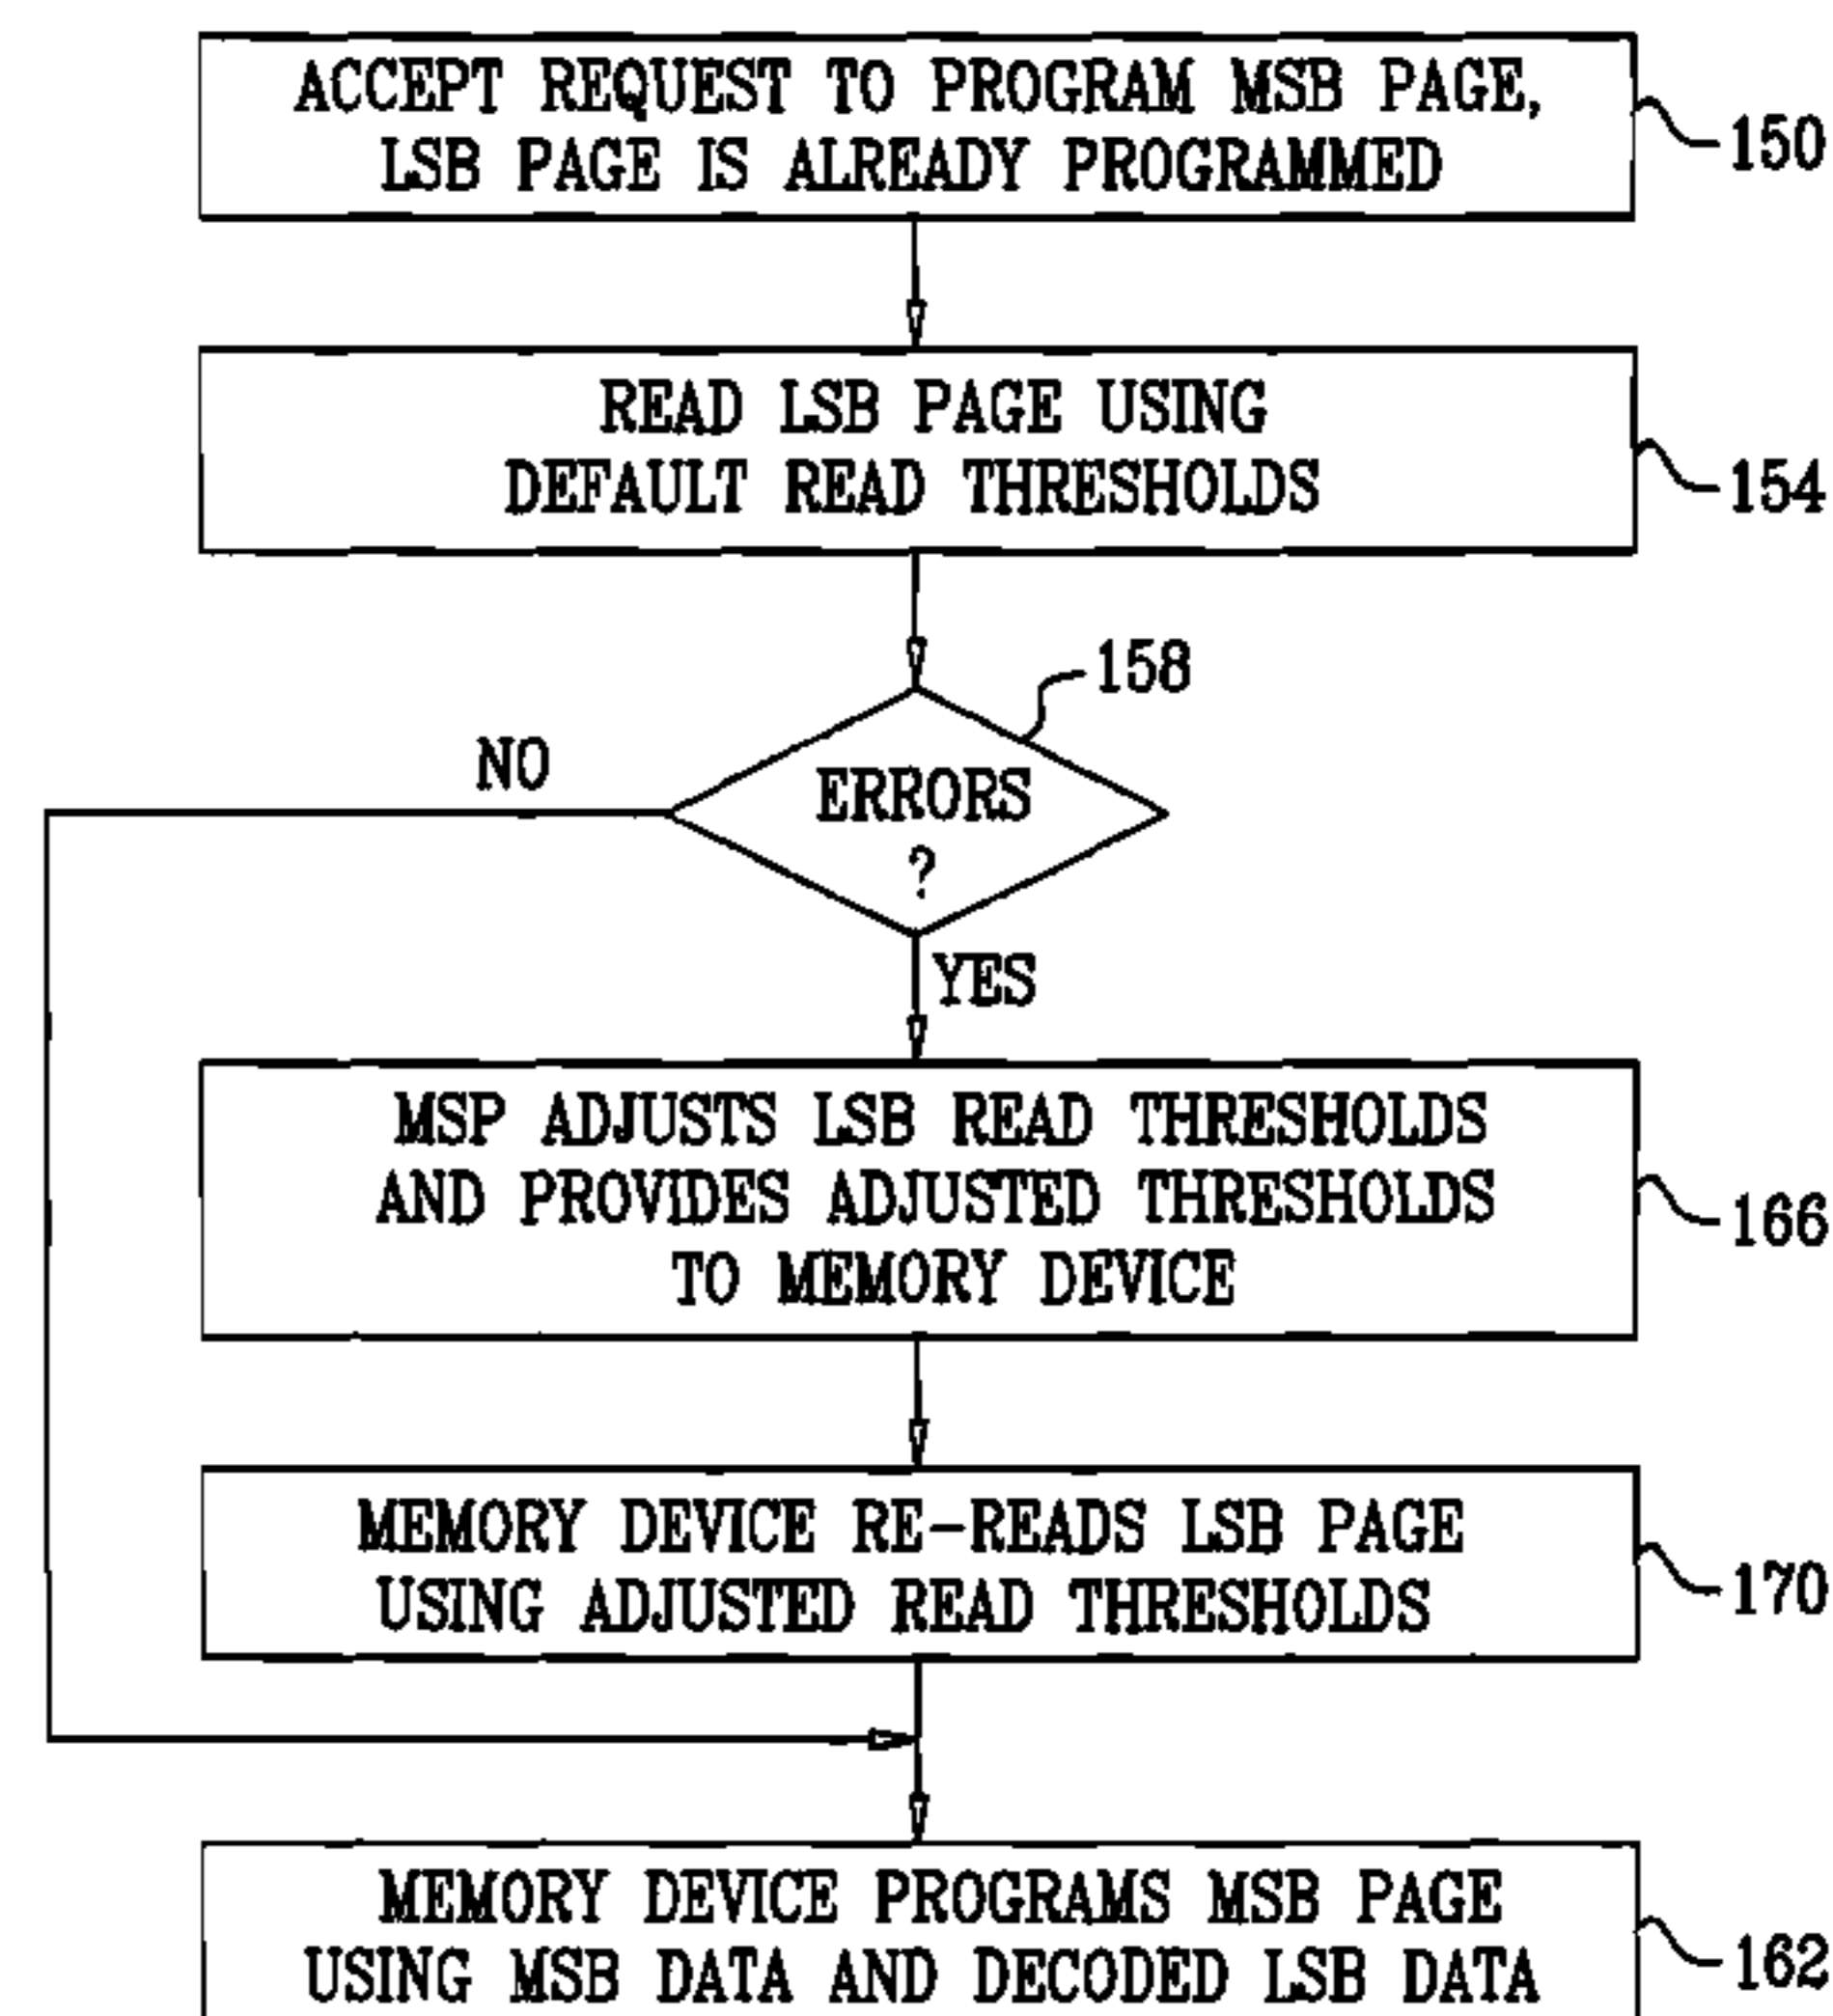 ACCEPT REQUEST TO PROGRAM MSB PAGE,
LSB PAGE IS ALREADY PROGRAMMED
150
READ LSB PAGE USING
DEFAULT READ THRESHOLDS
154
158
NO
ERRORS
?
YES
MSP ADJUSTS LSB READ THRESHOLDS
AND PROVIDES ADJUSTED THRESHOLDS
TO MEMORY DEVICE
166
MEMORY DEVICE RE-READS LSB PAGE
USING ADJUSTED READ THRESHOLDS
170
MEMORY DEVICE PROGRAMS MSB PAGE
USING MSB DATA AND DECODED LSB DATA
162